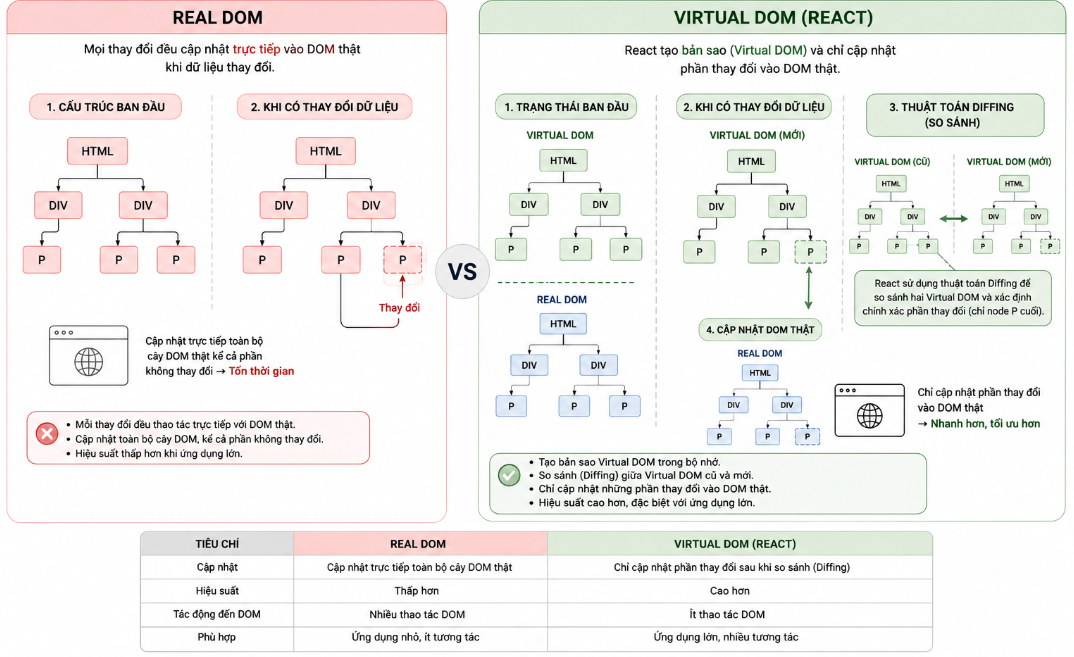 REAL DOM
Mọi thay đổi đều cập nhật trực tiếp vào DOM thật
khi dữ liệu thay đổi.
1. CẤU TRÚC BAN ĐẦU
HTML
DIV
DIV
P
P
P
2. KHI CÓ THAY ĐỔI DỮ LIỆU
HTML
DIV
DIV
P
P
P
Thay đổi
Cập nhật trực tiếp toàn bộ
cây DOM thật kể cả phần
không thay đổi → Tốn thời gian
• Mỗi thay đổi đều thao tác trực tiếp với DOM thật.
• Cập nhật toàn bộ cây DOM, kể cả phần không thay đổi.
• Hiệu suất thấp hơn khi ứng dụng lớn.
VS
VIRTUAL DOM (REACT)
React tạo bản sao (Virtual DOM) và chỉ cập nhật
phần thay đổi vào DOM thật.
1. TRẠNG THÁI BAN ĐẦU
VIRTUAL DOM
HTML
DIV
DIV
P
P
P
REAL DOM
HTML
DIV
DIV
P
P
P
2. KHI CÓ THAY ĐỔI DỮ LIỆU
VIRTUAL DOM (MỚI)
HTML
DIV
DIV
P
P
P
3. THUẬT TOÁN DIFFING
(SO SÁNH)
VIRTUAL DOM (CŨ)
HTML
DIV
DIV
P
P
P
VIRTUAL DOM (MỚI)
HTML
DIV
DIV
P
P
P
React sử dụng thuật toán Diffing để
so sánh hai Virtual DOM và xác định
chính xác phần thay đổi (chỉ node P cuối).
4. CẬP NHẬT DOM THẬT
REAL DOM
HTML
DIV
DIV
P
P
P
Chỉ cập nhật phần thay đổi
vào DOM thật
→ Nhanh hơn, tối ưu hơn
• Tạo bản sao Virtual DOM trong bộ nhớ.
• So sánh (Diffing) giữa Virtual DOM cũ và mới.
• Chỉ cập nhật những phần thay đổi vào DOM thật.
• Hiệu suất cao hơn, đặc biệt với ứng dụng lớn.
TIÊU CHÍ REAL DOM VIRTUAL DOM (REACT)
Cập nhật Cập nhật trực tiếp toàn bộ cây DOM thật Chỉ cập nhật phần thay đổi sau khi so sánh (Diffing)
Hiệu suất Thấp hơn Cao hơn
Tác động đến DOM Nhiều thao tác DOM Ít thao tác DOM
Phù hợp Ứng dụng nhỏ, ít tương tác Ứng dụng lớn, nhiều tương tác